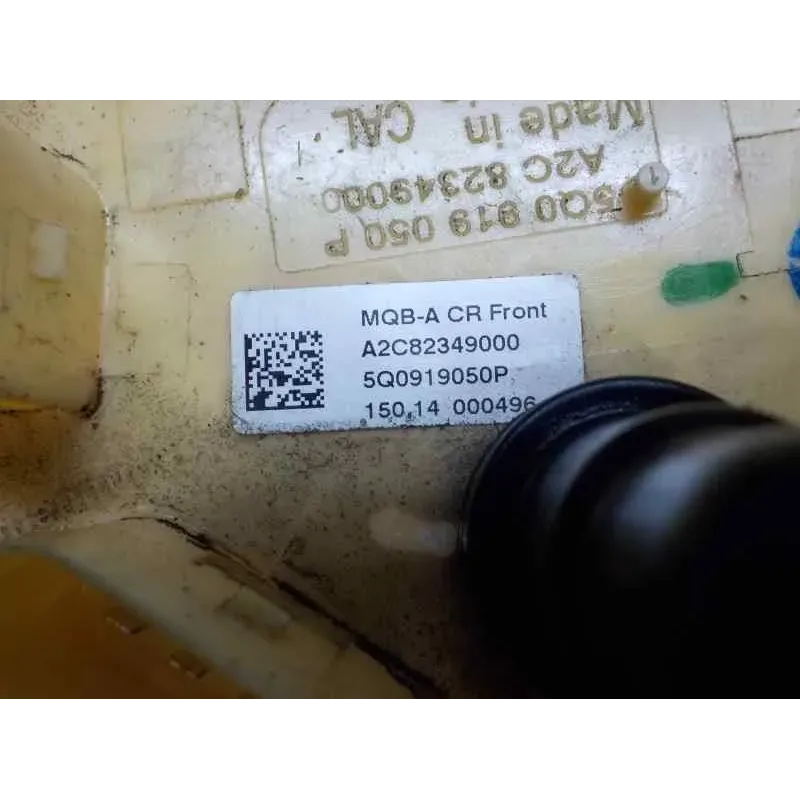 MQB-A CR Front
A2C82349000
5Q0919050P
150,14 000496
5Q0 919 050 P
A2C 82349000
Made in
CAL